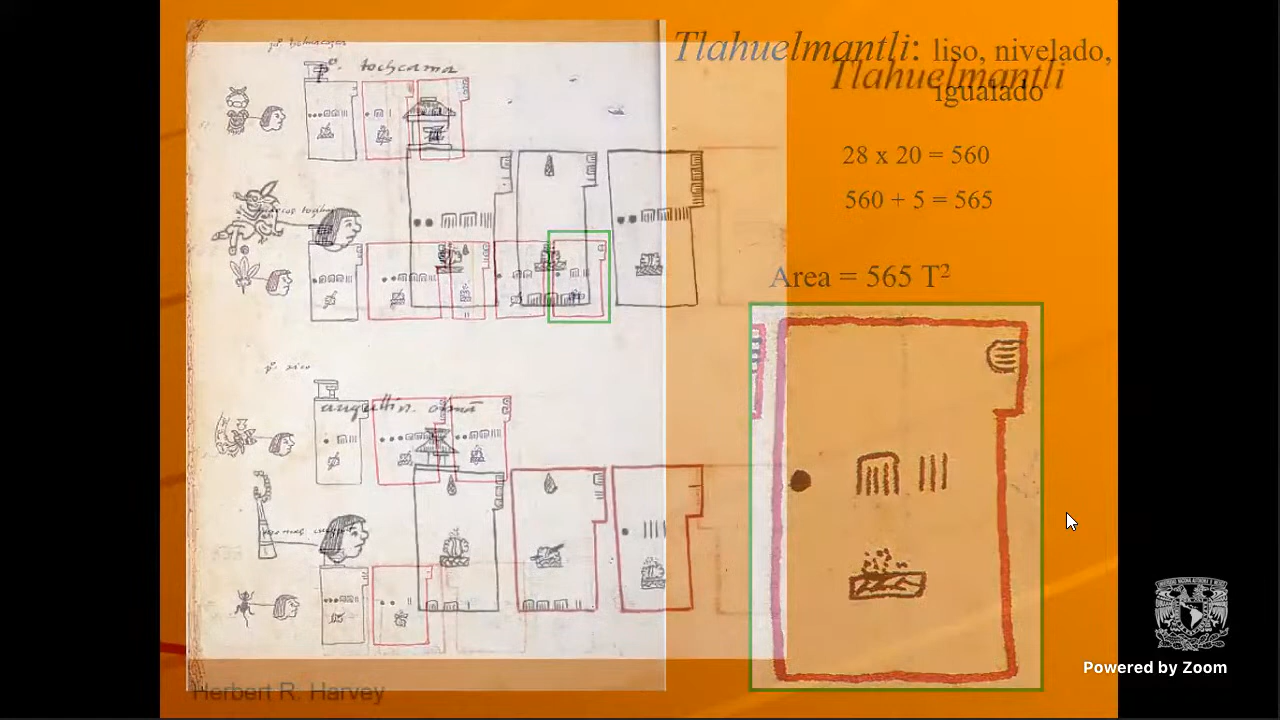 Tlahuelmantli: liso, nivelado,
igualado
Tlahuelmantli
28 x 20 = 560
560 + 5 = 565
Area = 565 T²
tochcama
Herbert R. Harvey
Powered by Zoom